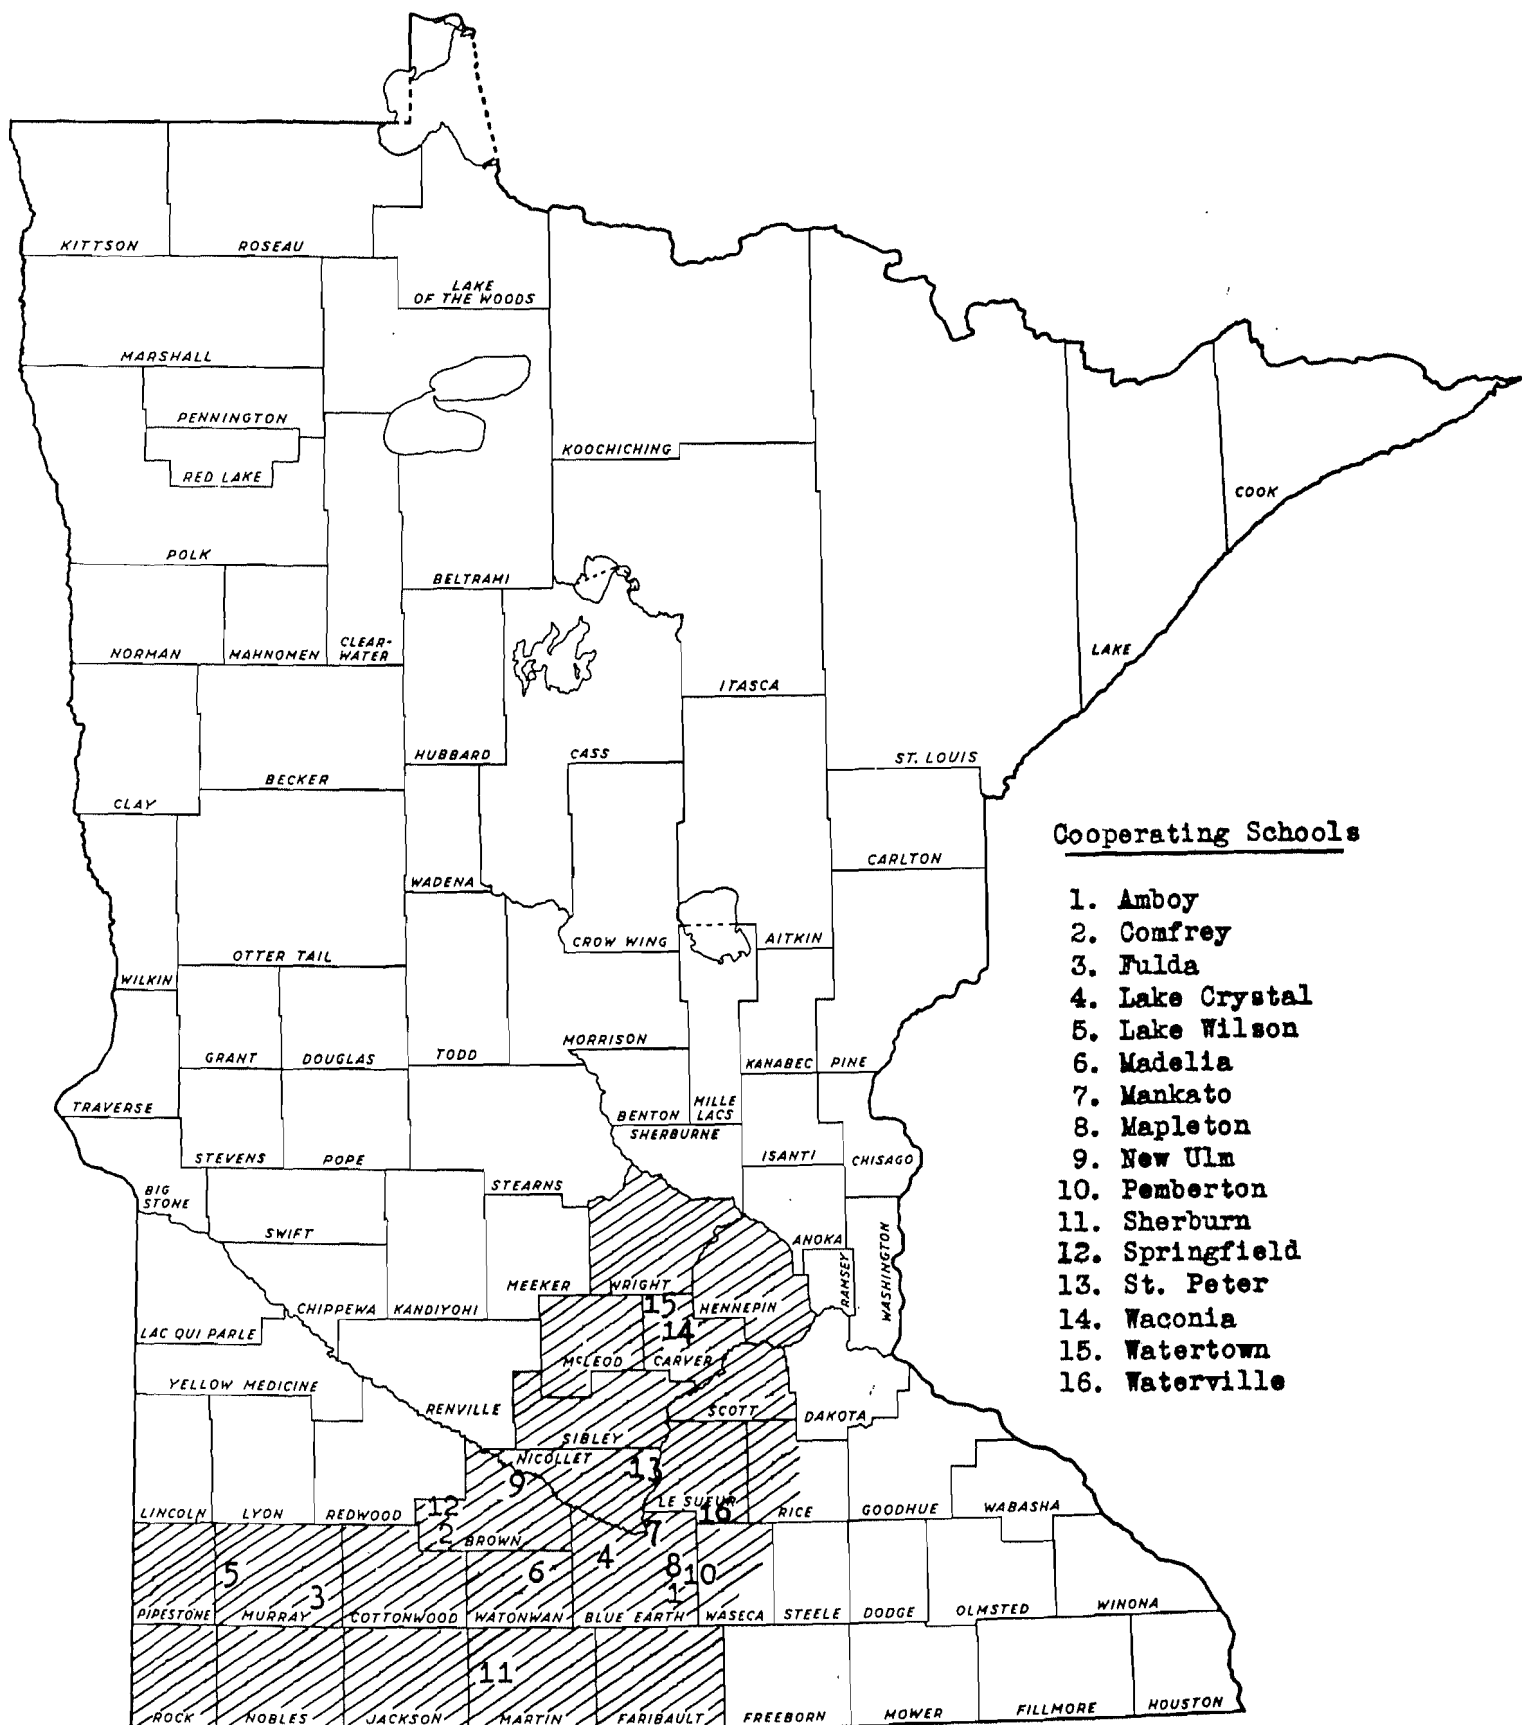 KITTSON
ROSEAU
LAKE
OF THE WOODS
MARSHALL
PENNINGTON
RED LAKE
KOOCHICHING
COOK
POLK
BELTRAMI
NORMAN
MAHNOMEN
CLEAR-
WATER
LAKE
ITASCA
HUBBARD
CASS
ST. LOUIS
BECKER
CLAY
WADENA
CARLTON
CROW WING
AITKIN
OTTER TAIL
WILKIN
MORRISON
GRANT
DOUGLAS
TODD
KANABEC
PINE
TRAVERSE
BENTON
MILLE
LACS
SHERBURNE
STEVENS
POPE
ISANTI
CHISAGO
BIG
STONE
STEARNS
SWIFT
ANOKA
RAMSEY
WASHINGTON
MEEKER
WRIGHT
CHIPPEWA
KANDIYOHI
15
HENNEPIN
LAC QUI PARLE
14
McLEOD
CARVER
YELLOW MEDICINE
RENVILLE
SCOTT
DAKOTA
SIBLEY
NICOLLET
13
9
LINCOLN
LYON
REDWOOD
12
LE SUEUR
16
RICE
GOODHUE
WABASHA
2
BROWN
7
5
3
6
4
8
10
1
PIPESTONE
MURRAY
COTTONWOOD
WATONWAN
BLUE EARTH
WASECA
STEELE
DODGE
OLMSTED
WINONA
11
ROCK
NOBLES
JACKSON
MARTIN
FARIBAULT
FREEBORN
MOWER
FILLMORE
HOUSTON
Cooperating Schools
1. Amboy
2. Comfrey
3. Fulda
4. Lake Crystal
5. Lake Wilson
6. Madelia
7. Mankato
8. Mapleton
9. New Ulm
10. Pemberton
11. Sherburn
12. Springfield
13. St. Peter
14. Waconia
15. Watertown
16. Waterville